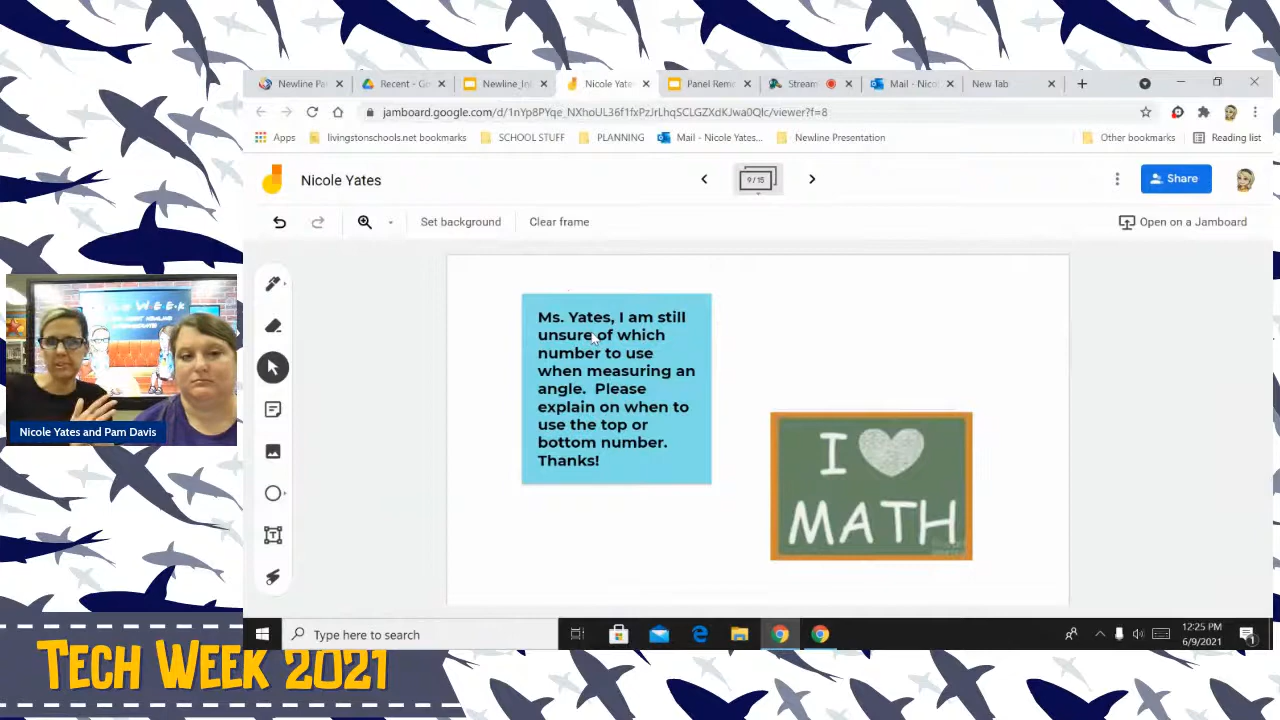 Newline Pa
Recent - Go
Newline_In
Nicole Yate
Panel Remo
Stream
Mail - Nico
New Tab
jamboard.google.com/d/1nYp8PYqe_NXhoUL36f1fxPzJrLhqSCLGZXdKJwa0Qlc/viewer?f=8
Apps
livingstonschools.net bookmarks
SCHOOL STUFF
PLANNING
Mail - Nicole Yates...
Newline Presentation
Other bookmarks
Reading list
Nicole Yates
9/15
Share
Set background
Clear frame
Open on a Jamboard
Ms. Yates, I am still
unsure of which
number to use
when measuring an
angle. Please
explain on when to
use the top or
bottom number.
Thanks!
I
MATH
Nicole Yates and Pam Davis
Type here to search
12:25 PM
6/9/2021
TECH WEEK 2021